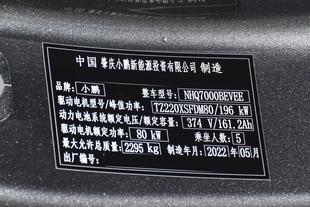 中国 肇庆小鹏新能源投资有限公司 制造
品牌：小鹏 整车型号：NHQ7000BEVEE
驱动电机型号/峰值功率：TZ220XSFDM80/196 kW
动力电池系统额定电压/额定容量：374 V/161.2Ah
驱动电机额定功率：80 kW 乘坐人数：5
最大允许总质量：2295 kg 制造年月：2022 年05月
出厂编号：